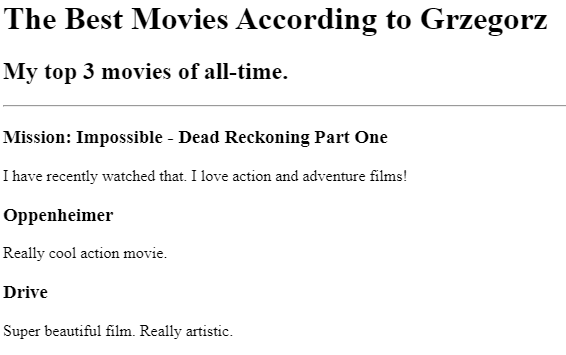 The Best Movies According to Grzegorz
My top 3 movies of all-time.
Mission: Impossible - Dead Reckoning Part One
I have recently watched that. I love action and adventure films!
Oppenheimer
Really cool action movie.
Drive
Super beautiful film. Really artistic.